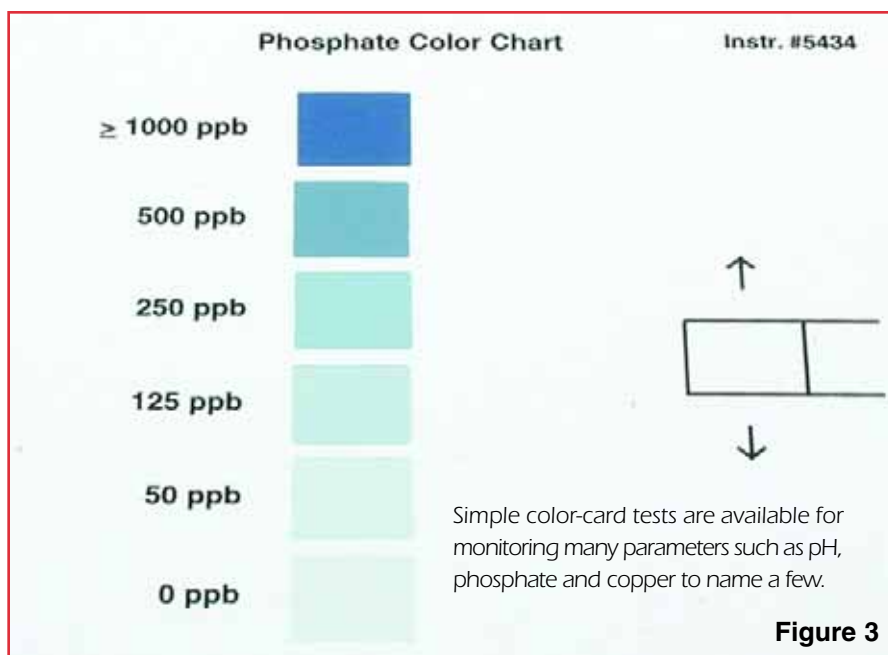 Phosphate Color Chart
Instr. #5434
≥ 1000 ppb
500 ppb
250 ppb
125 ppb
50 ppb
0 ppb
Simple color-card tests are available for
monitoring many parameters such as pH,
phosphate and copper to name a few.
Figure 3